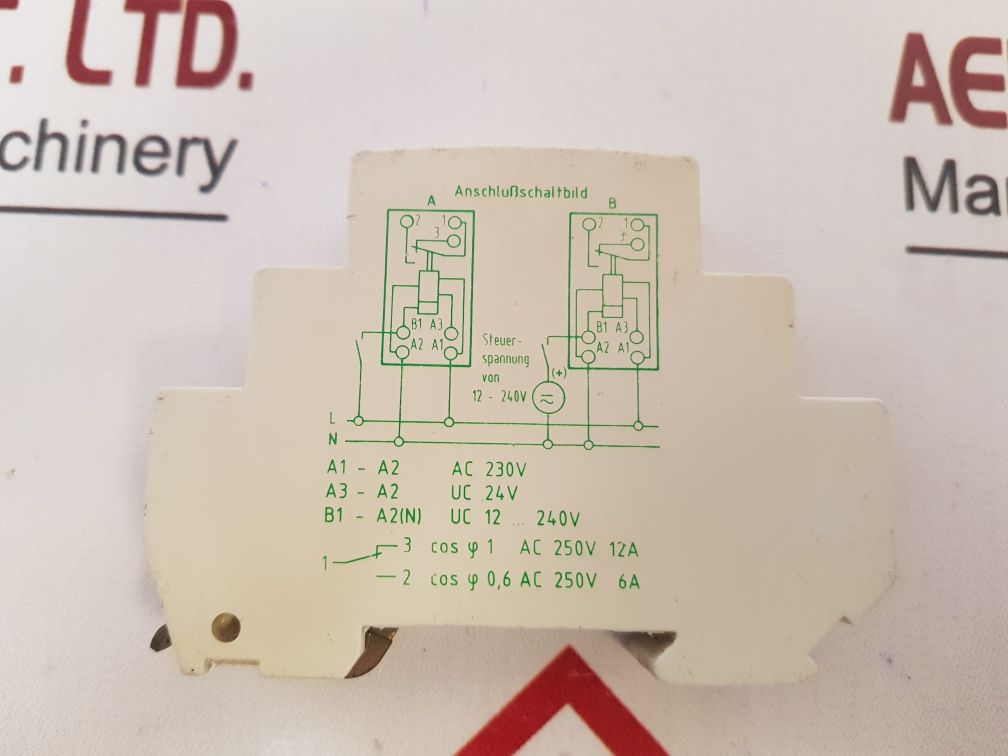 . LTD.
chinery
AE
Ma
Anschlußschaltbild
A B
2 1 3
2 1 3
B1 A3
A2 A1
B1 A3
A2 A1
Steuer-
spannung
von
12 - 240V
(+)
L
N
A1 - A2 AC 230V
A3 - A2 UC 24V
B1 - A2(N) UC 12 ... 240V
1 3 cos φ 1 AC 250V 12A
2 cos φ 0,6 AC 250V 6A